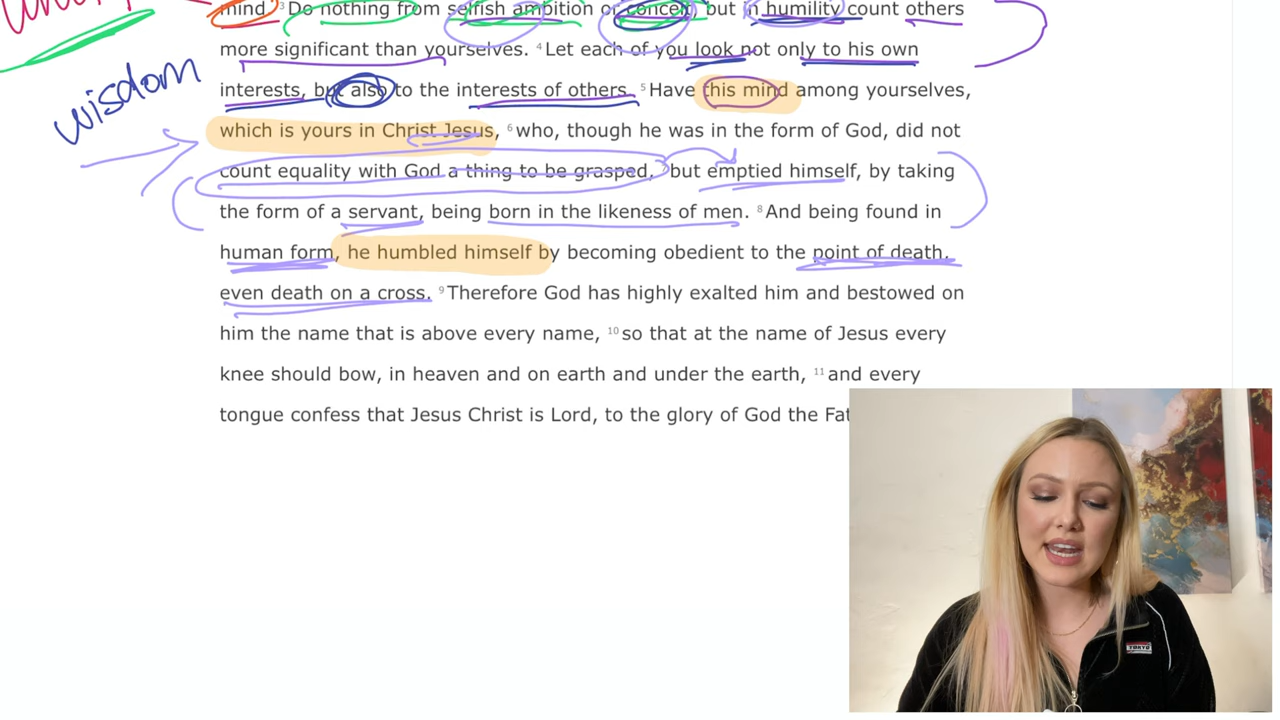 mind. 3 Do nothing from selfish ambition or conceit, but in humility count others
more significant than yourselves. 4 Let each of you look not only to his own
wisdom
interests, but also to the interests of others. 5 Have this mind among yourselves,
which is yours in Christ Jesus, 6 who, though he was in the form of God, did not
count equality with God a thing to be grasped, 7 but emptied himself, by taking
the form of a servant, being born in the likeness of men. 8 And being found in
human form, he humbled himself by becoming obedient to the point of death,
even death on a cross. 9 Therefore God has highly exalted him and bestowed on
him the name that is above every name, 10 so that at the name of Jesus every
knee should bow, in heaven and on earth and under the earth, 11 and every
tongue confess that Jesus Christ is Lord, to the glory of God the Fat
TOKYO